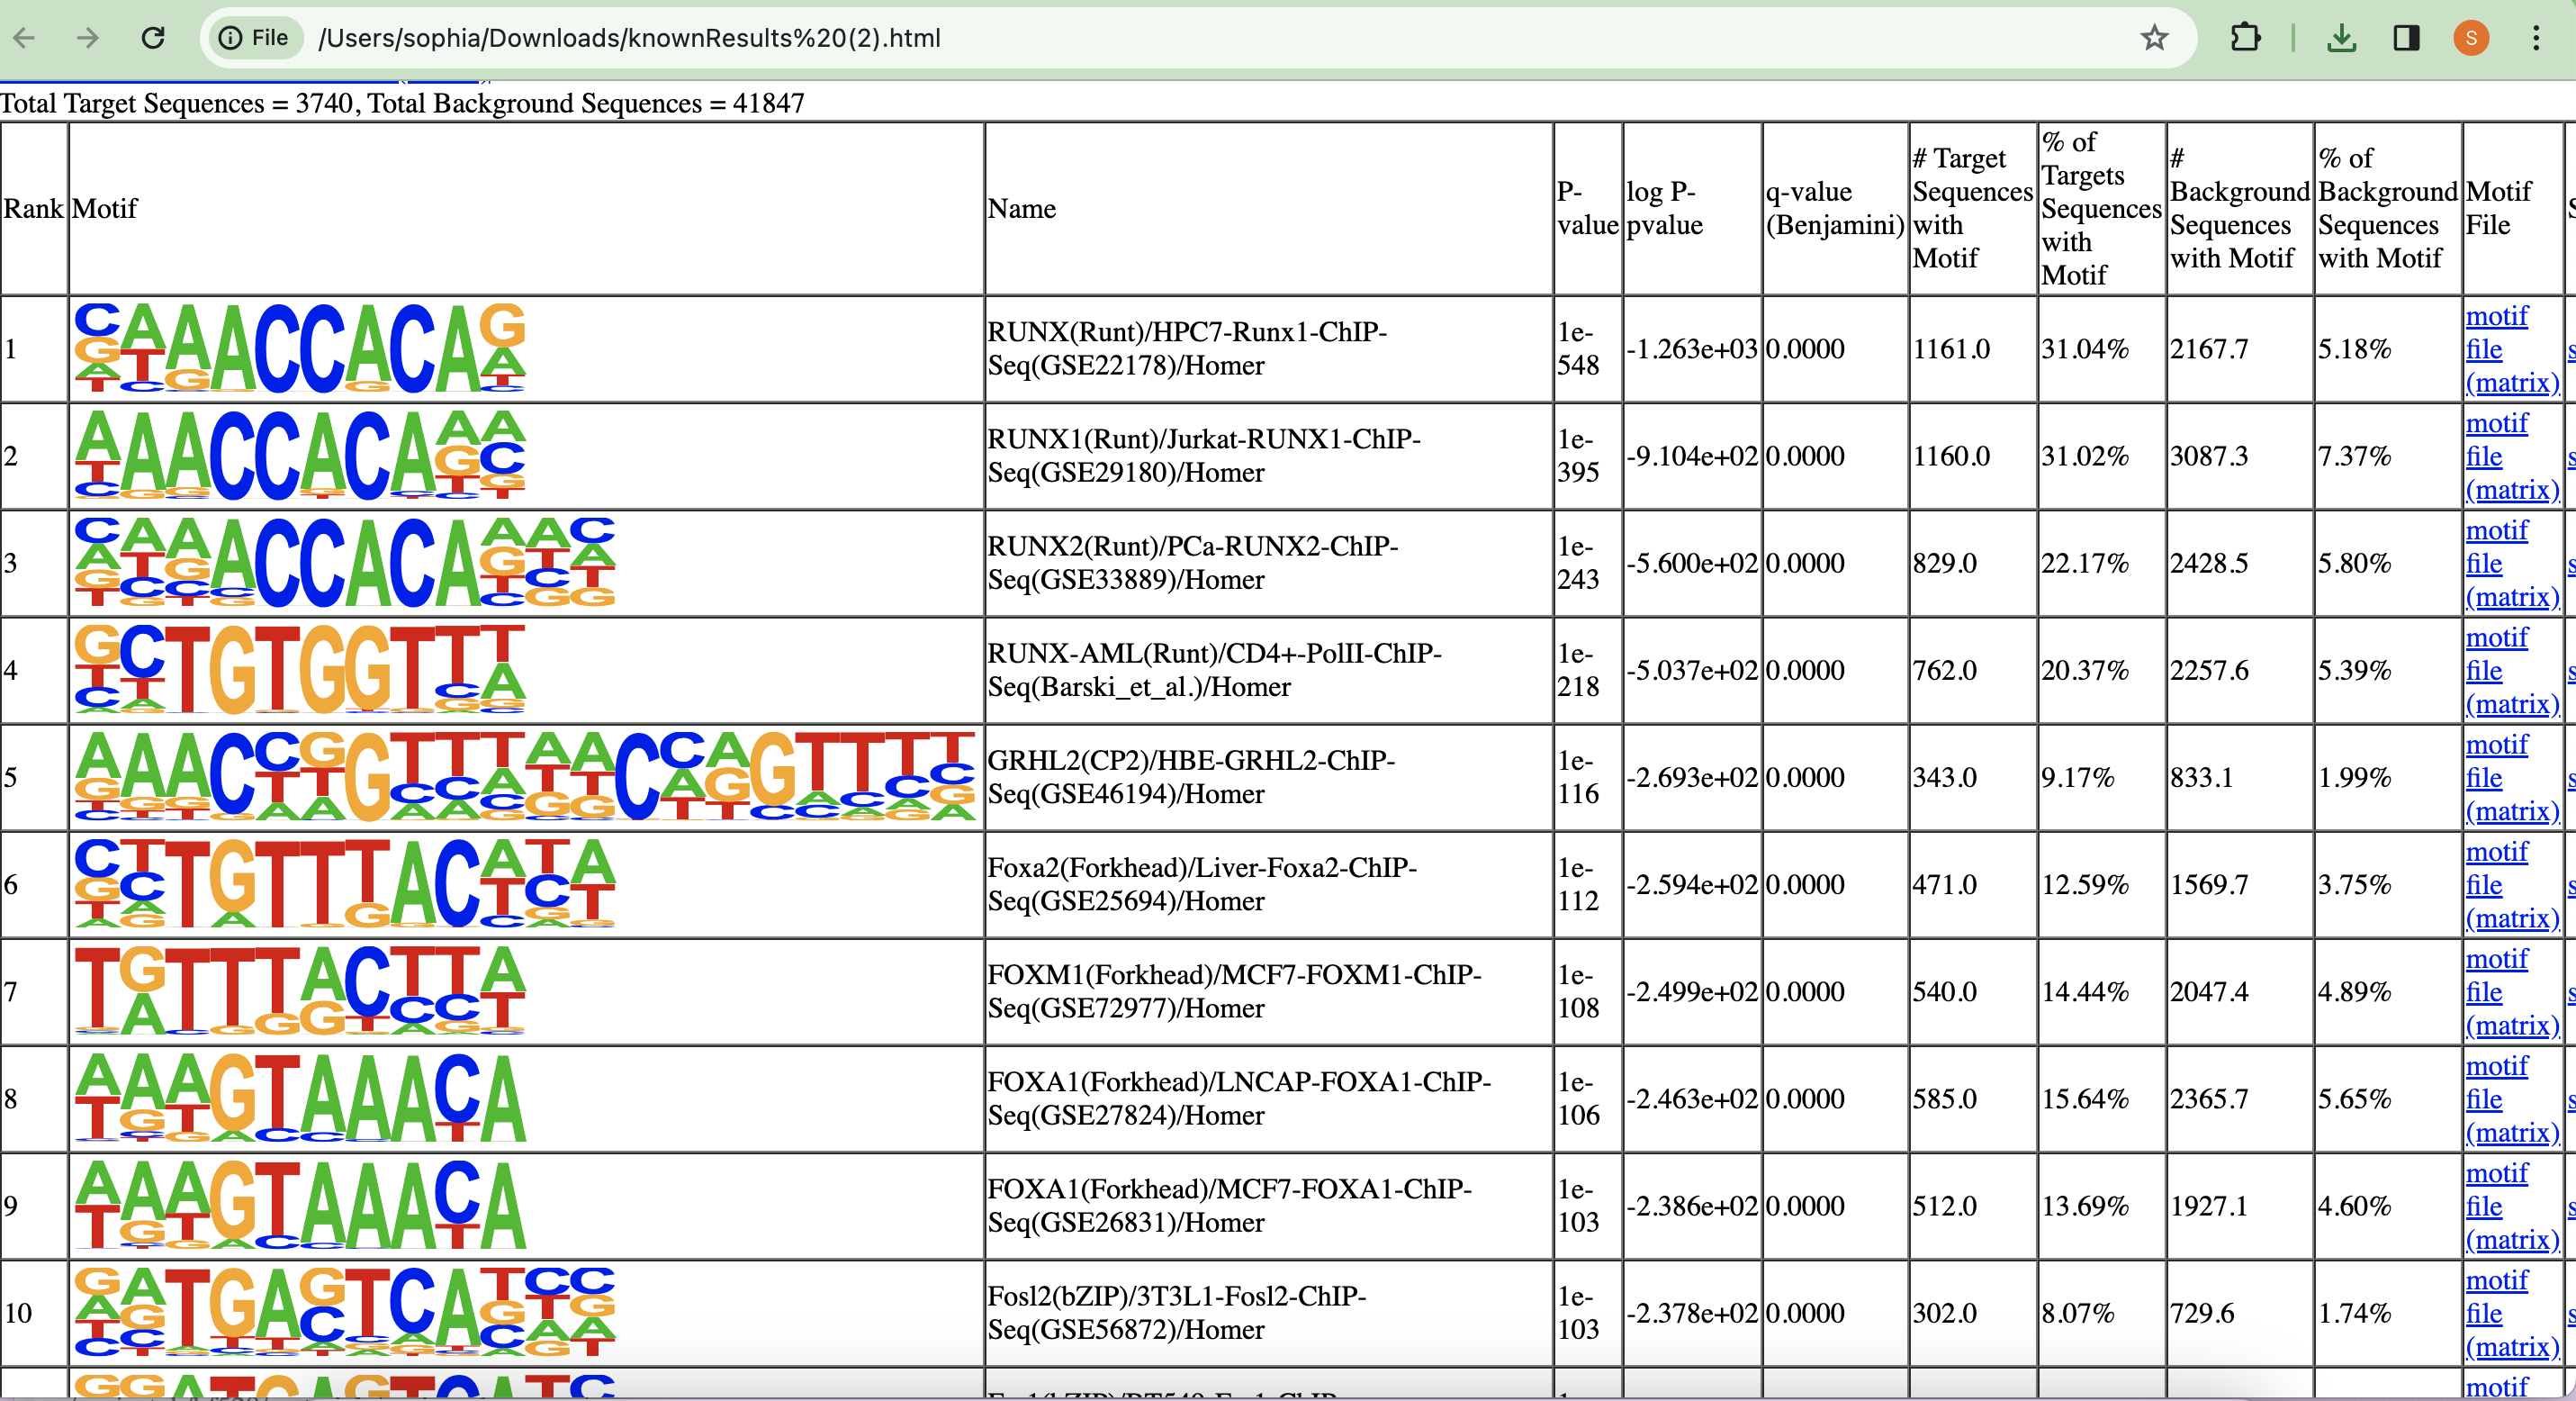 File /Users/sophia/Downloads/knownResults%20(2).html S
Total Target Sequences = 3740, Total Background Sequences = 41847
Rank Motif Name P-value log P-pvalue q-value (Benjamini) # Target Sequences with Motif % of Targets Sequences with Motif # Background Sequences with Motif % of Background Sequences with Motif Motif File S
1 RUNX(Runt)/HPC7-Runx1-ChIP-Seq(GSE22178)/Homer 1e-548 -1.263e+03 0.0000 1161.0 31.04% 2167.7 5.18% motif file (matrix) s
2 RUNX1(Runt)/Jurkat-RUNX1-ChIP-Seq(GSE29180)/Homer 1e-395 -9.104e+02 0.0000 1160.0 31.02% 3087.3 7.37% motif file (matrix) s
3 RUNX2(Runt)/PCa-RUNX2-ChIP-Seq(GSE33889)/Homer 1e-243 -5.600e+02 0.0000 829.0 22.17% 2428.5 5.80% motif file (matrix) s
4 RUNX-AML(Runt)/CD4+-PolII-ChIP-Seq(Barski_et_al.)/Homer 1e-218 -5.037e+02 0.0000 762.0 20.37% 2257.6 5.39% motif file (matrix) s
5 GRHL2(CP2)/HBE-GRHL2-ChIP-Seq(GSE46194)/Homer 1e-116 -2.693e+02 0.0000 343.0 9.17% 833.1 1.99% motif file (matrix) s
6 Foxa2(Forkhead)/Liver-Foxa2-ChIP-Seq(GSE25694)/Homer 1e-112 -2.594e+02 0.0000 471.0 12.59% 1569.7 3.75% motif file (matrix) s
7 FOXM1(Forkhead)/MCF7-FOXM1-ChIP-Seq(GSE72977)/Homer 1e-108 -2.499e+02 0.0000 540.0 14.44% 2047.4 4.89% motif file (matrix) s
8 FOXA1(Forkhead)/LNCAP-FOXA1-ChIP-Seq(GSE27824)/Homer 1e-106 -2.463e+02 0.0000 585.0 15.64% 2365.7 5.65% motif file (matrix) s
9 FOXA1(Forkhead)/MCF7-FOXA1-ChIP-Seq(GSE26831)/Homer 1e-103 -2.386e+02 0.0000 512.0 13.69% 1927.1 4.60% motif file (matrix) s
10 Fosl2(bZIP)/3T3L1-Fosl2-ChIP-Seq(GSE56872)/Homer 1e-103 -2.378e+02 0.0000 302.0 8.07% 729.6 1.74% motif file (matrix) s
motif